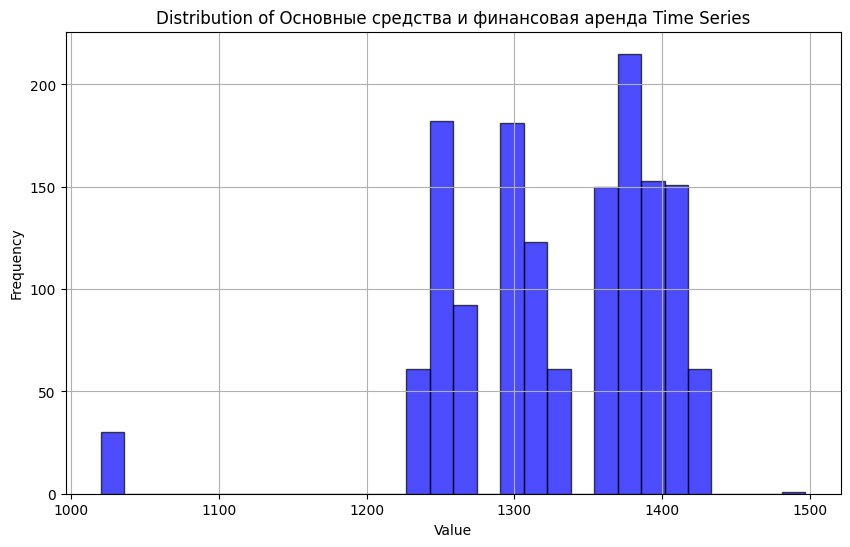 Distribution of Основные средства и финансовая аренда Time Series
Frequency
200
150
100
50
0
1000 1100 1200 1300 1400 1500
Value